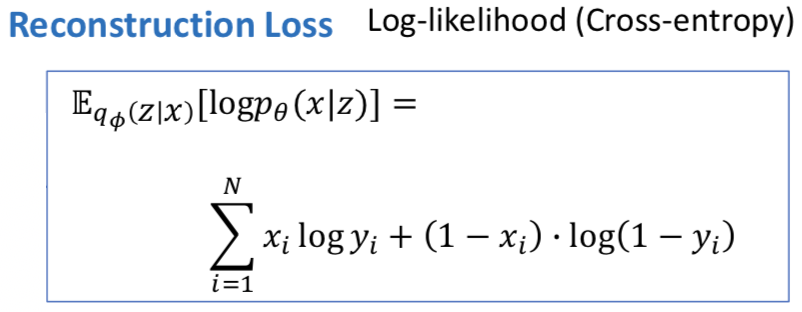 Reconstruction Loss Log-likelihood (Cross-entropy)
𝔼_{q_ϕ(z|x)}[log p_θ(x|z)] =
∑_{i=1}^{N} x_i log y_i + (1 − x_i) · log(1 − y_i)